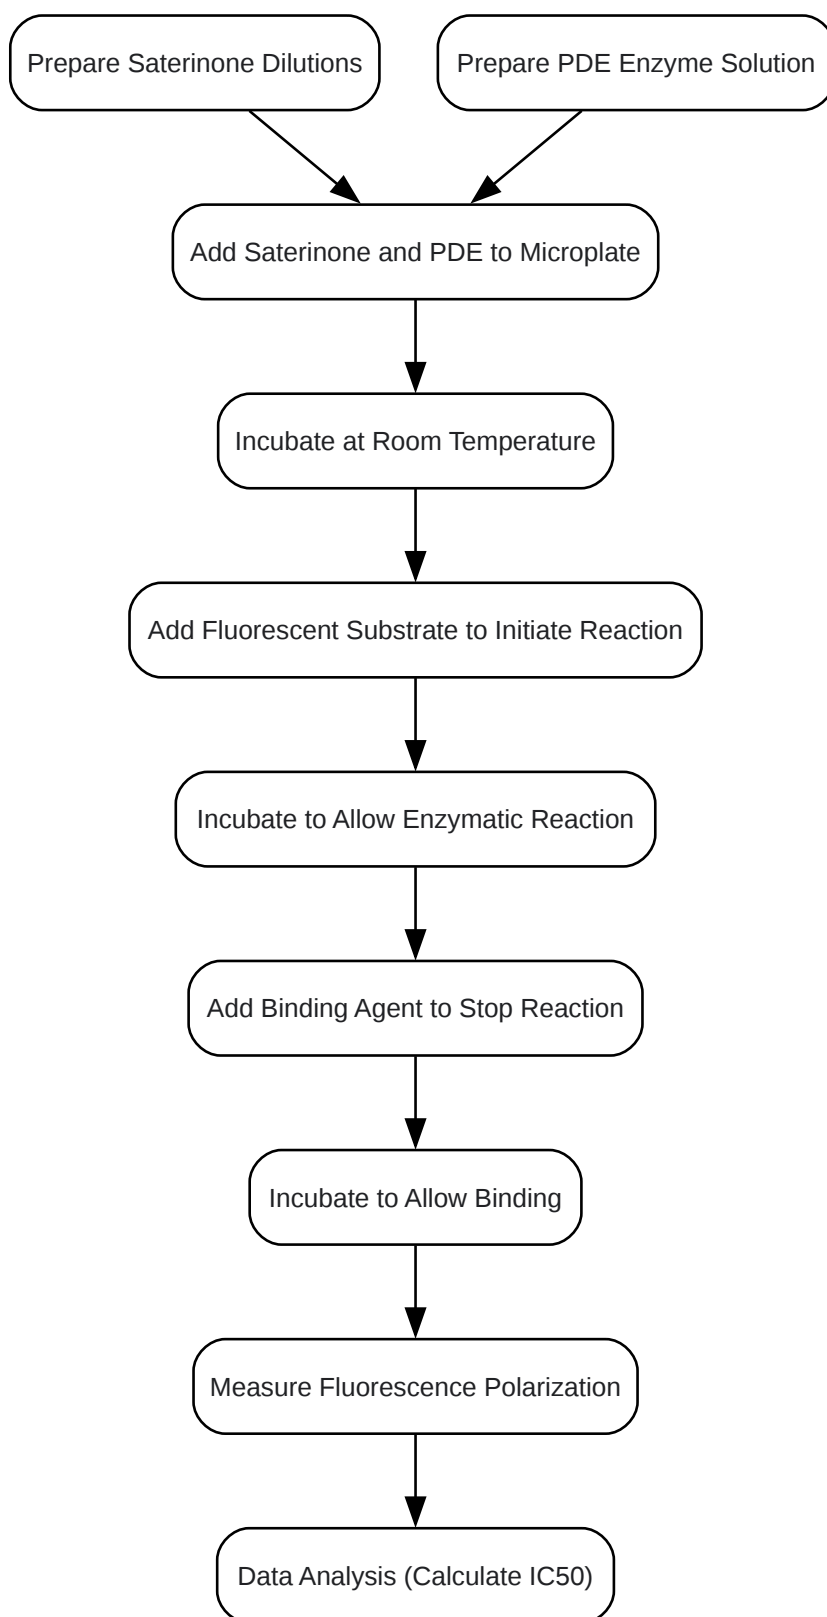 Prepare Saterinone Dilutions
Prepare PDE Enzyme Solution
Add Saterinone and PDE to Microplate
Incubate at Room Temperature
Add Fluorescent Substrate to Initiate Reaction
Incubate to Allow Enzymatic Reaction
Add Binding Agent to Stop Reaction
Incubate to Allow Binding
Measure Fluorescence Polarization
Data Analysis (Calculate IC50)